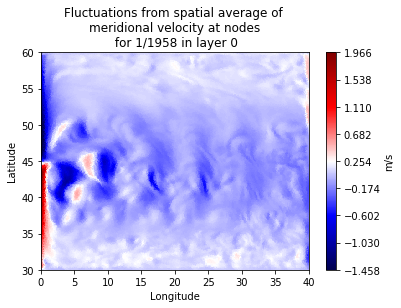 Fluctuations from spatial average of
meridional velocity at nodes
for 1/1958 in layer 0
60
55
50
45
40
35
30
Latitude
0 5 10 15 20 25 30 35 40
Longitude
1.966
1.538
1.110
0.682
0.254
−0.174
−0.602
−1.030
−1.458
m/s